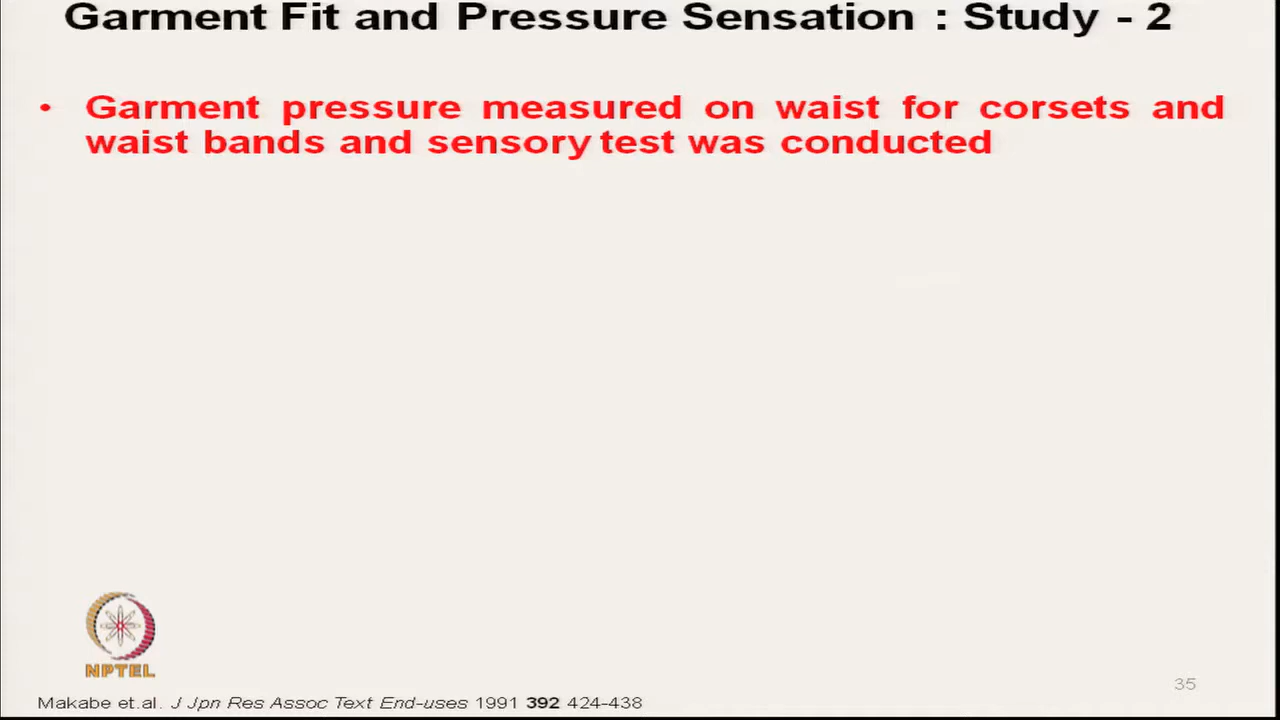 Garment Fit and Pressure Sensation : Study - 2
• Garment pressure measured on waist for corsets and
waist bands and sensory test was conducted
NPTEL
35
Makabe et.al. J Jpn Res Assoc Text End-uses 1991 392 424-438